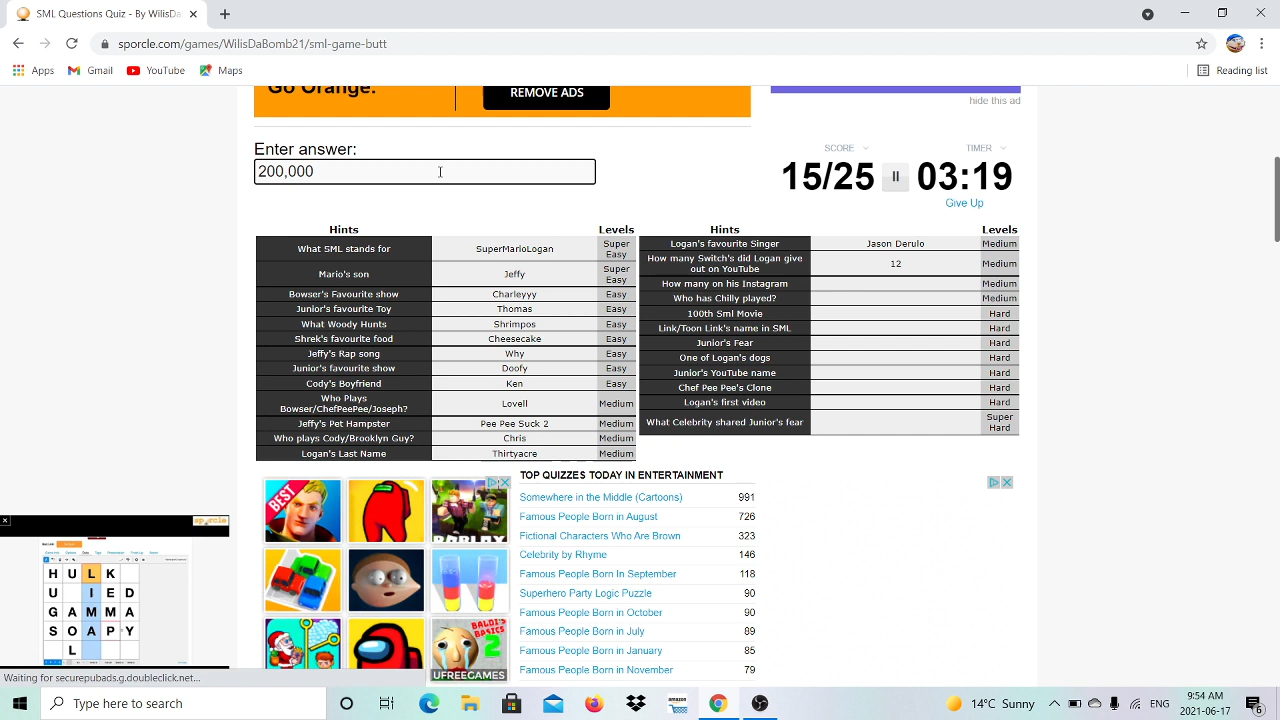 SML Questions Quiz - By WilisDa
sporcle.com/games/WilisDab21/sml-game-butt
Apps Gmail YouTube Maps Reading list
Go Orange!
REMOVE ADS
hide this ad
Enter answer:
200,000
SCORE TIMER
15/25 03:19
Give Up
Hints Levels
What SML stands for SuperMarioLogan Super Easy
Mario's son Jeffy Super Easy
Bowser's Favourite show Charleyyy Easy
Junior's favourite Toy Thomas Easy
What Woody Hunts Shrimpos Easy
Shrek's favourite food Cheesecake Easy
Jeffy's Rap song Why Easy
Junior's favourite show Doofy Easy
Cody's Boyfriend Ken Easy
Who Plays Bowser/ChefPeePee/Joseph? Lovell Medium
Jeffy's Pet Hampster Pee Pee Suck 2 Medium
Who plays Cody/Brooklyn Guy? Chris Medium
Logan's Last Name Thirtyacre Medium
Hints Levels
Logan's favourite Singer Jason Derulo Medium
How many Switch's did Logan give out on YouTube 12 Medium
How many on his Instagram Medium
Who has Chilly played? Medium
100th Sml Movie Hard
Link/Toon Link's name in SML Hard
Junior's Fear Hard
One of Logan's dogs Hard
Junior's YouTube name Hard
Chef Pee Pee's Clone Hard
Logan's first video Hard
What Celebrity shared Junior's fear Super Hard
BEST
ROBLOX
BALDI'S BASICS 2
UFREEGAMES
TOP QUIZZES TODAY IN ENTERTAINMENT
Somewhere in the Middle (Cartoons) 991
Famous People Born in August 726
Fictional Characters Who Are Brown 323
Celebrity by Rhyme 146
Famous People Born In September 118
Superhero Party Logic Puzzle 90
Famous People Born in October 90
Famous People Born in July 89
Famous People Born in January 85
Famous People Born in November 79
sporcle
H U L K
U I E D
G A M M A
S O A P Y
L
Waiting for securepubads.g.doubleclick.net...
Type here to search
amazon
14°C Sunny
ENG
9:54 AM
2021-06-17
6